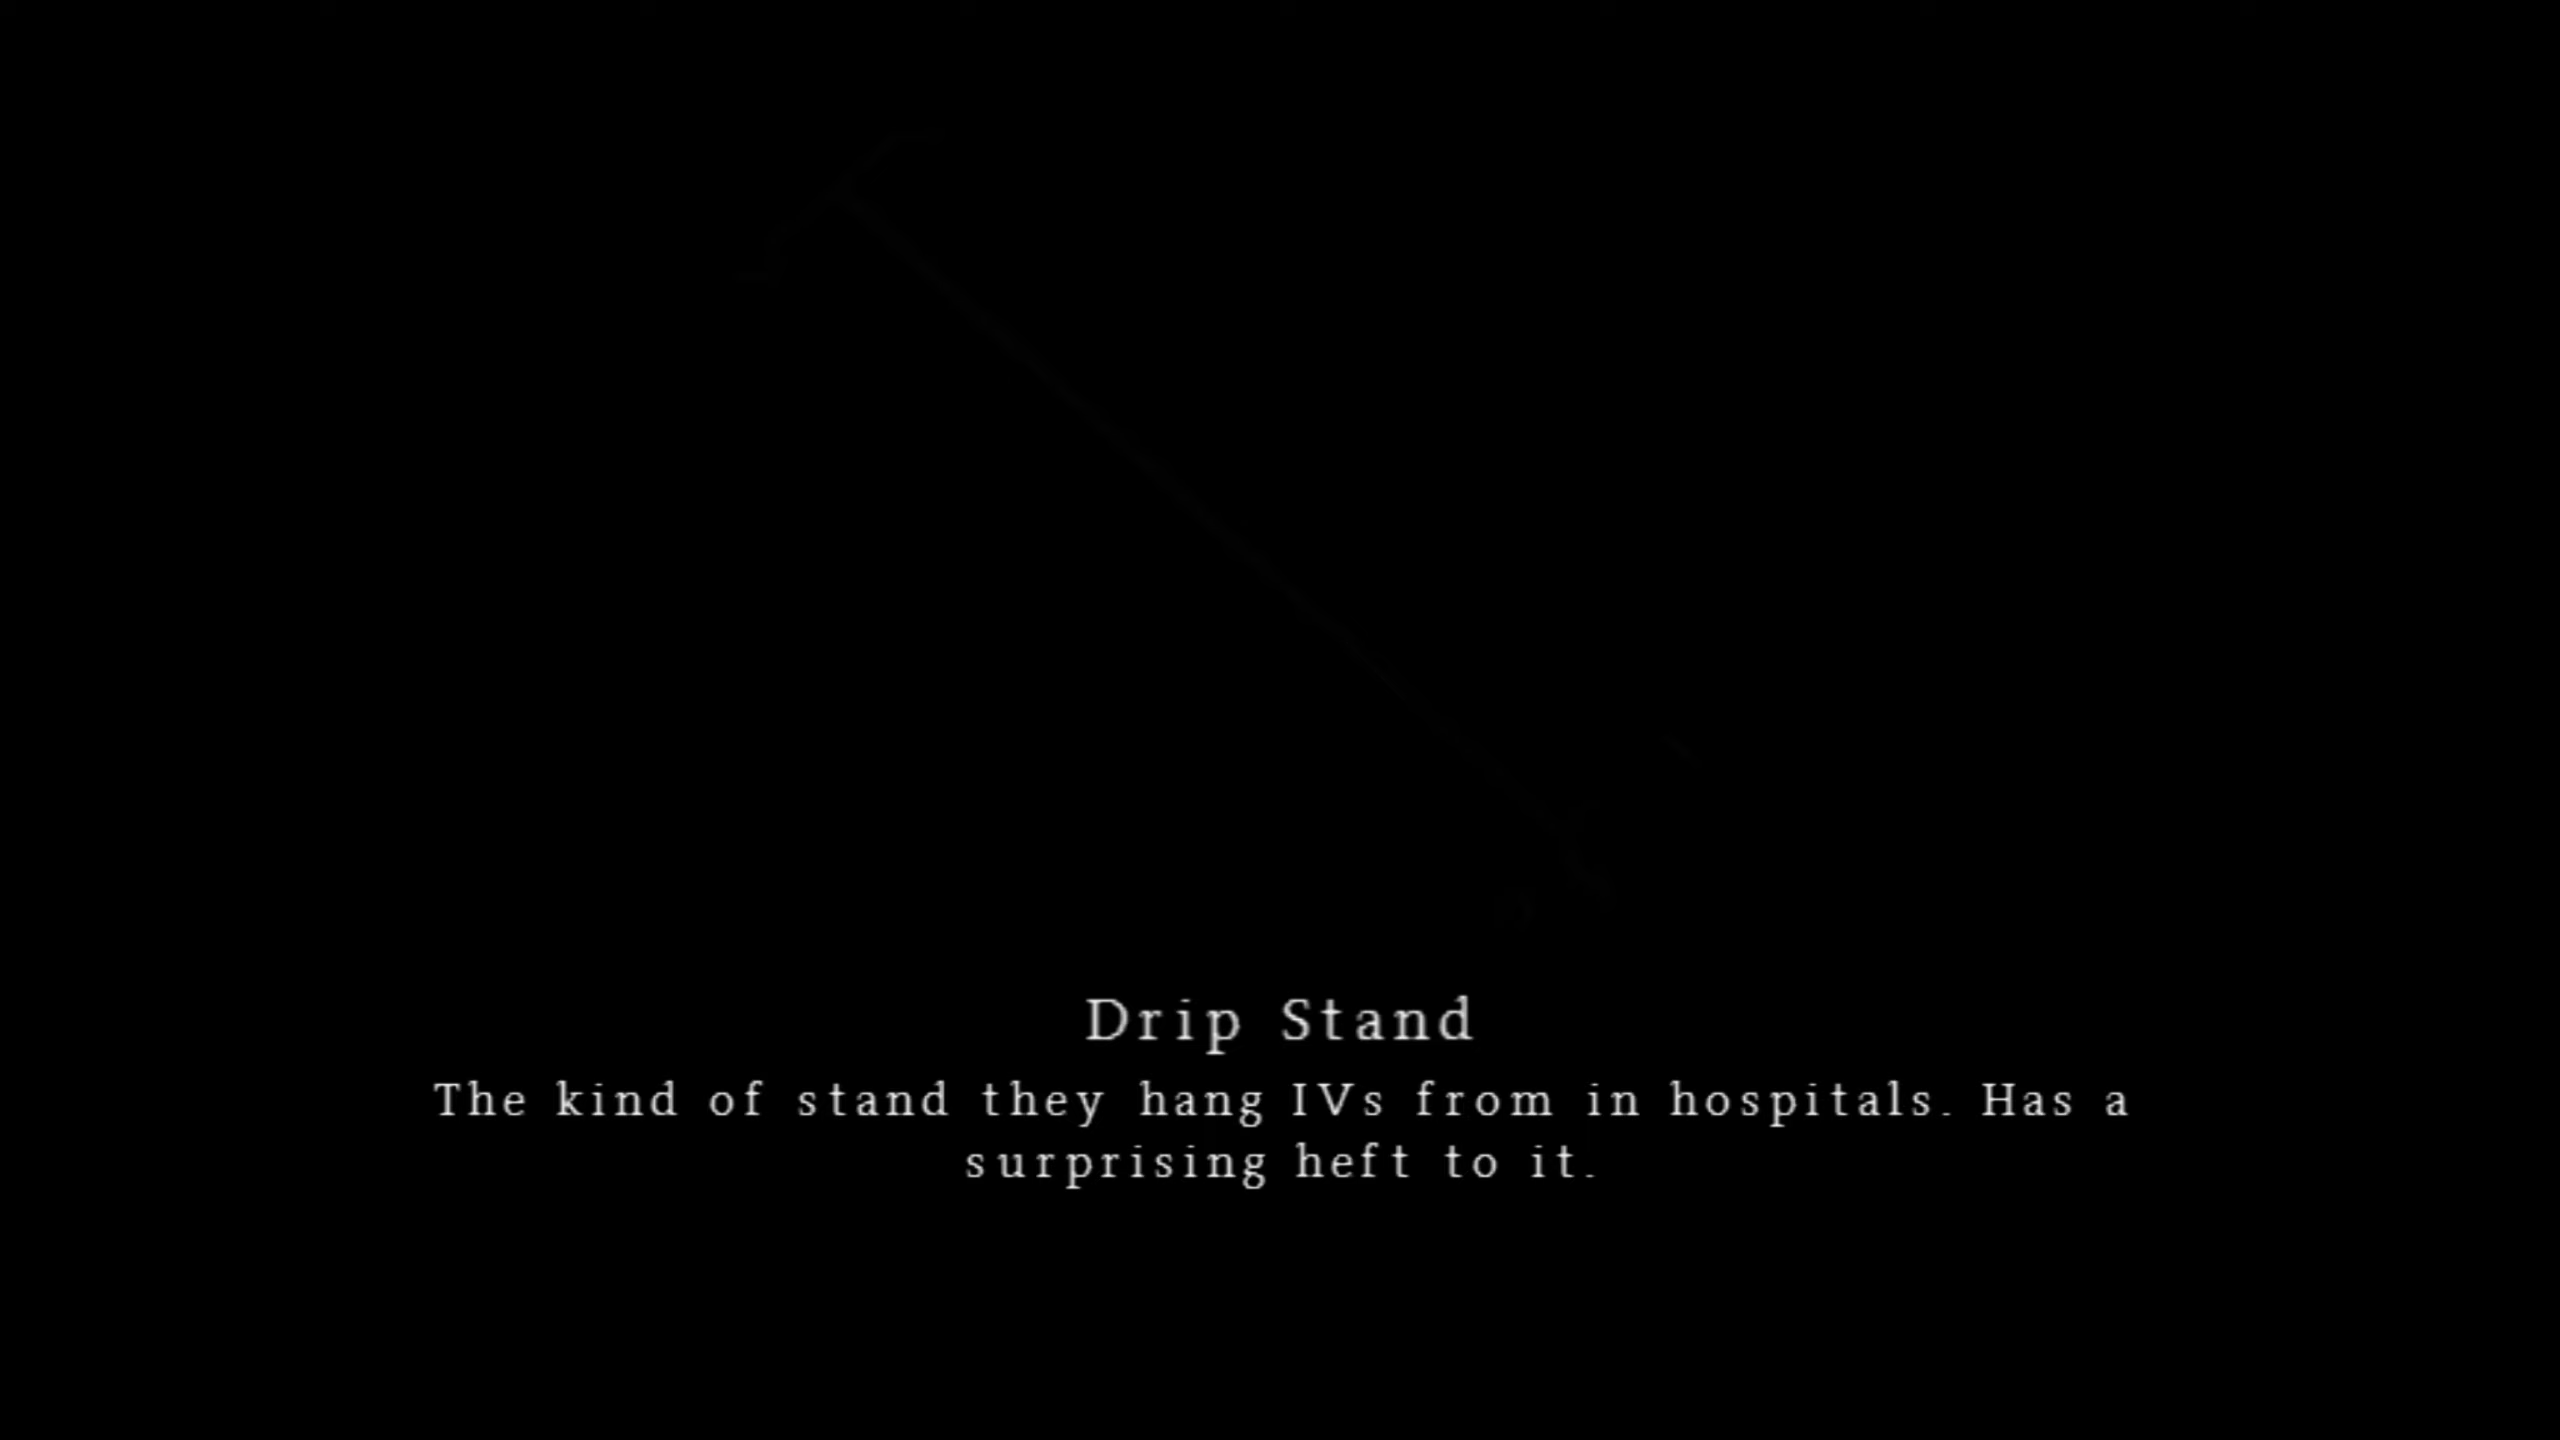 Drip Stand
The kind of stand they hang IVs from in hospitals. Has a
surprising heft to it.